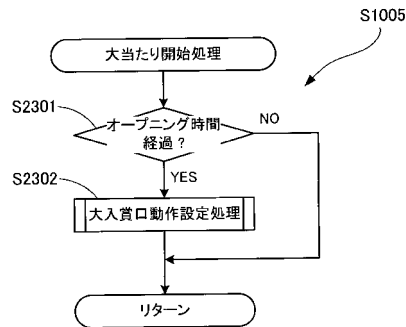 S1005
大当たり開始処理
S2301
オープニング時間
経過？
NO
YES
S2302
大入賞口動作設定処理
リターン